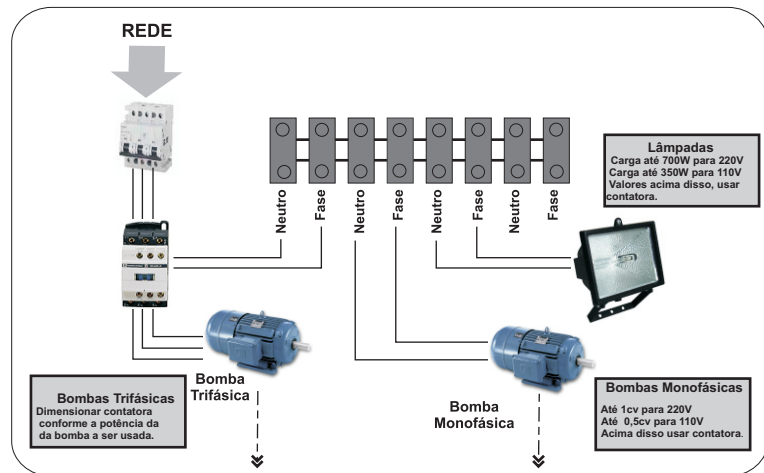 REDE
Neutro
Fase
Neutro
Fase
Neutro
Fase
Neutro
Fase
Lâmpadas
Carga até 700W para 220V
Carga até 350W para 110V
Valores acima disso, usar
contatora.
Bomba
Trifásica
Bombas Trifásicas
Dimensionar contatora
conforme a potência da
da bomba a ser usada.
Bomba
Monofásica
Bombas Monofásicas
Até 1cv para 220V
Até 0,5cv para 110V
Acima disso usar contatora.